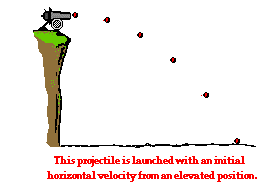 This projectile is launched with an initial
horizontal velocity from an elevated position.